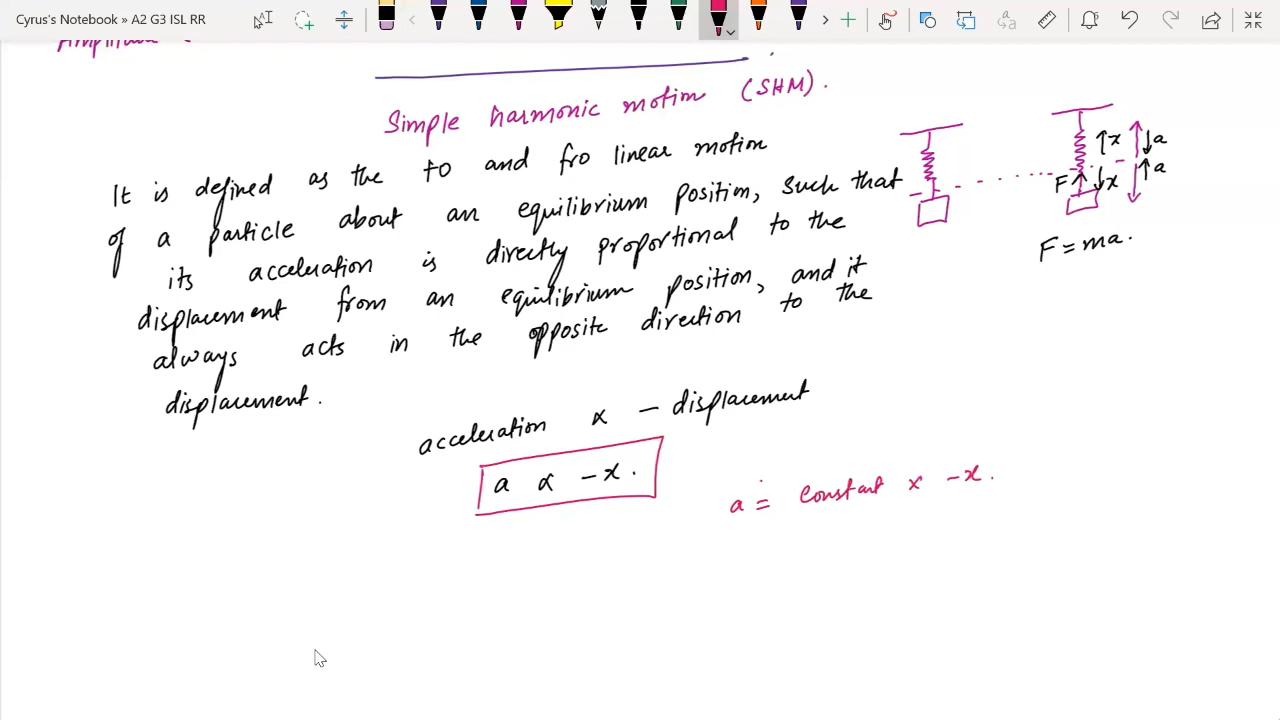 Cyrus's Notebook » A2 G3 ISL RR
Amplitude
Simple harmonic motion (SHM).
It is defined as the to and fro linear motion
of a particle about an equilibrium position, such that
its acceleration is directly proportional to the
displacement from an equilibrium position, and it
always acts in the opposite direction to the
displacement.
x a
F x a
F = ma.
acceleration ∝ - displacement
a ∝ -x.
a = constant x -x.